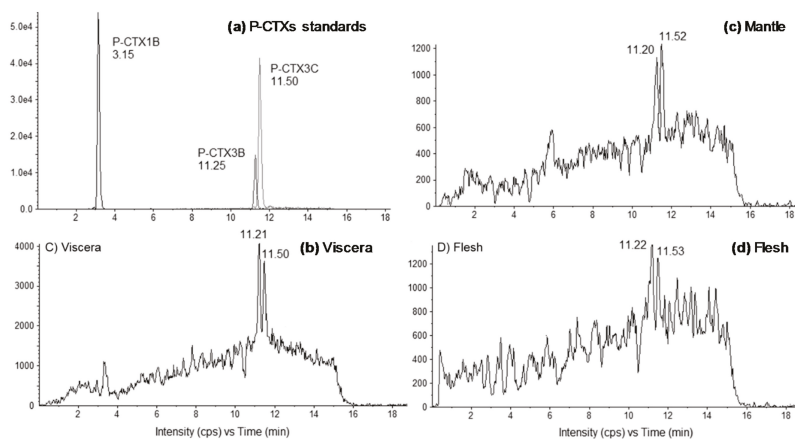 (a) P-CTXs standards
5.0e4
4.0e4
3.0e4
2.0e4
1.0e4
0.0
P-CTX1B
3.15
P-CTX3C
11.50
P-CTX3B
11.25
2 4 6 8 10 12 14 16 18
(c) Mantle
1200
1000
800
600
400
200
0
11.20 11.52
2 4 6 8 10 12 14 16 18
C) Viscera
(b) Viscera
4000
3000
2000
1000
0
11.21
11.50
2 4 6 8 10 12 14 16 18
Intensity (cps) vs Time (min)
D) Flesh
(d) Flesh
1200
1000
800
600
400
200
0
11.22 11.53
2 4 6 8 10 12 14 16 18
Intensity (cps) vs Time (min)